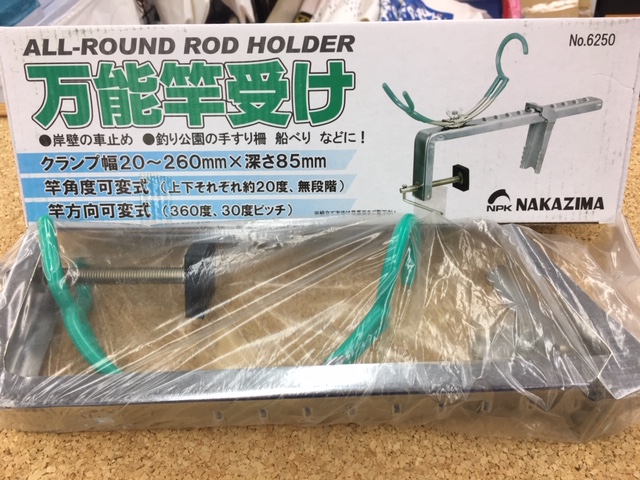 ALL-ROUND ROD HOLDER
No.6250
万能竿受け
●岸壁の車止め ●釣り公園の手すり柵 船べり などに！
クランプ幅20〜260mm×深さ85mm
竿角度可変式（上下それぞれ約20度、無段階）
竿方向可変式（360度、30度ピッチ）
NPK NAKAZIMA